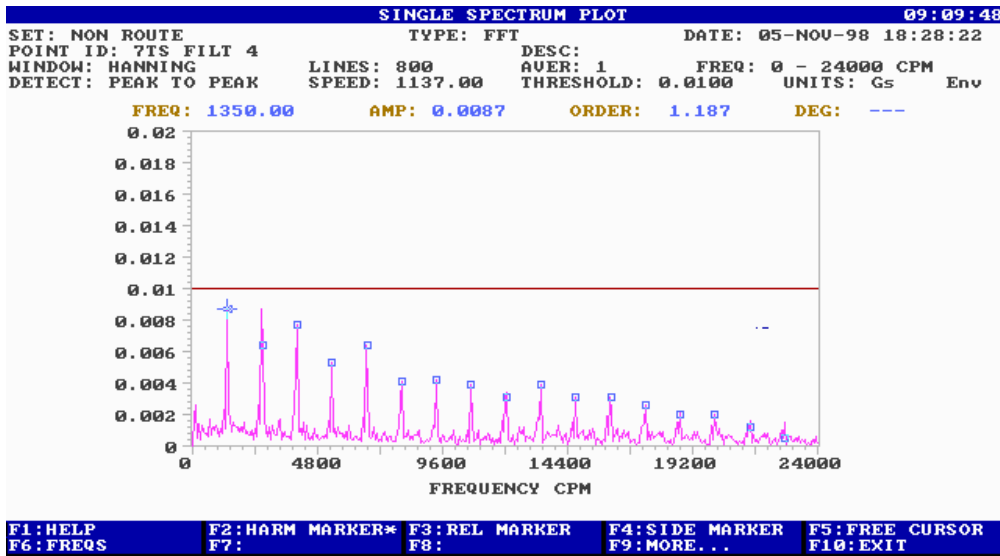 SINGLE SPECTRUM PLOT 09:09:48
SET: NON ROUTE TYPE: FFT DATE: 05-NOV-98 18:28:22
POINT ID: 7TS FILT 4 DESC:
WINDOW: HANNING LINES: 800 AVER: 1 FREQ: 0 - 24000 CPM
DETECT: PEAK TO PEAK SPEED: 1137.00 THRESHOLD: 0.0100 UNITS: Gs Env
FREQ: 1350.00 AMP: 0.0087 ORDER: 1.187 DEG: ---
0.02
0.018
0.016
0.014
0.012
0.01
0.008
0.006
0.004
0.002
0
0 4800 9600 14400 19200 24000
FREQUENCY CPM
F1:HELP F2:HARM MARKER* F3:REL MARKER F4:SIDE MARKER F5:FREE CURSOR
F6:FREQS F7: F8: F9:MORE... F10:EXIT